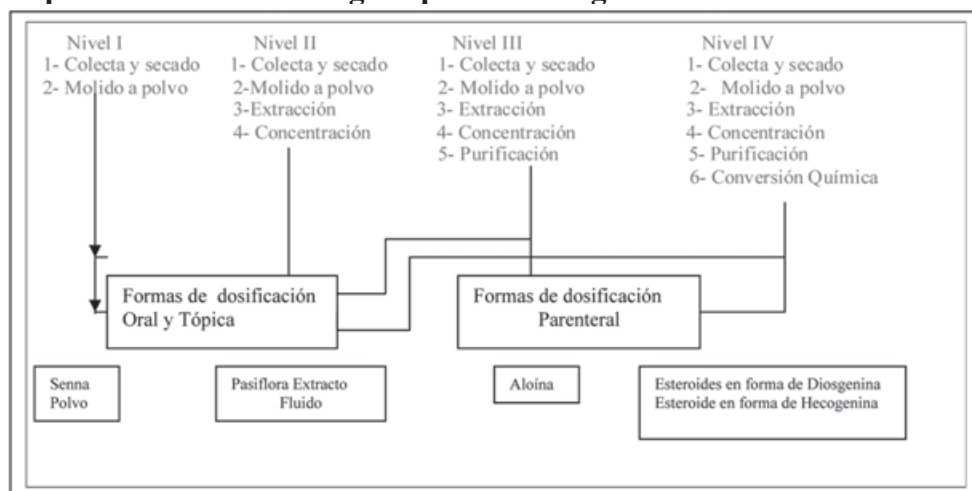 Nivel I
1- Colecta y secado
2- Molido a polvo
Nivel II
1- Colecta y secado
2-Molido a polvo
3-Extracción
4- Concentración
Nivel III
1- Colecta y secado
2- Molido a polvo
3- Extracción
4- Concentración
5- Purificación
Nivel IV
1- Colecta y secado
2- Molido a polvo
3- Extracción
4- Concentración
5- Purificación
6- Conversión Química
Formas de dosificación
Oral y Tópica
Formas de dosificación
Parenteral
Senna
Polvo
Pasiflora Extracto
Fluido
Aloína
Esteroides en forma de Diosgenina
Esteroide en forma de Hecogenina